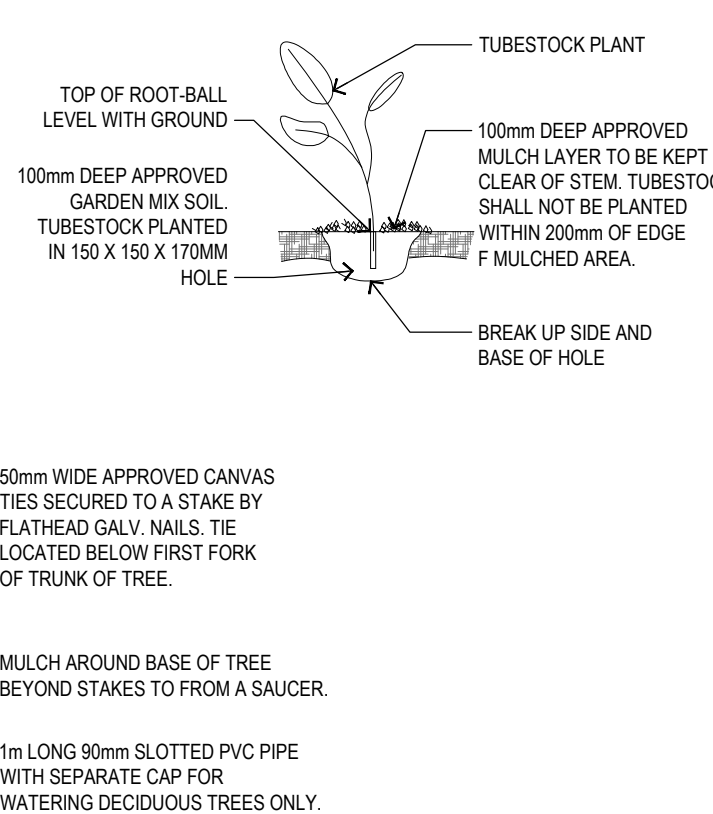 TUBESTOCK PLANT
TOP OF ROOT-BALL
LEVEL WITH GROUND
100mm DEEP APPROVED
GARDEN MIX SOIL.
TUBESTOCK PLANTED
IN 150 X 150 X 170MM
HOLE
100mm DEEP APPROVED
MULCH LAYER TO BE KEPT
CLEAR OF STEM. TUBESTOC
SHALL NOT BE PLANTED
WITHIN 200mm OF EDGE
F MULCHED AREA.
BREAK UP SIDE AND
BASE OF HOLE
50mm WIDE APPROVED CANVAS
TIES SECURED TO A STAKE BY
FLATHEAD GALV. NAILS. TIE
LOCATED BELOW FIRST FORK
OF TRUNK OF TREE.
MULCH AROUND BASE OF TREE
BEYOND STAKES TO FROM A SAUCER.
1m LONG 90mm SLOTTED PVC PIPE
WITH SEPARATE CAP FOR
WATERING DECIDUOUS TREES ONLY.